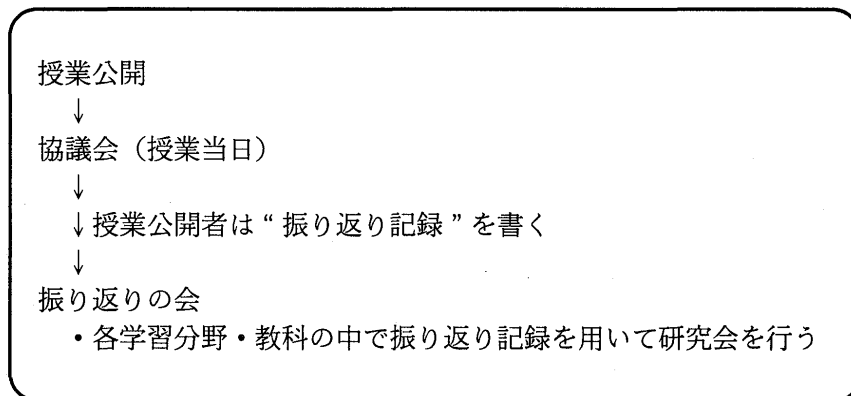 授業公開
↓
協議会（授業当日）
↓
↓授業公開者は“振り返り記録”を書く
↓
振り返りの会
・各学習分野・教科の中で振り返り記録を用いて研究会を行う